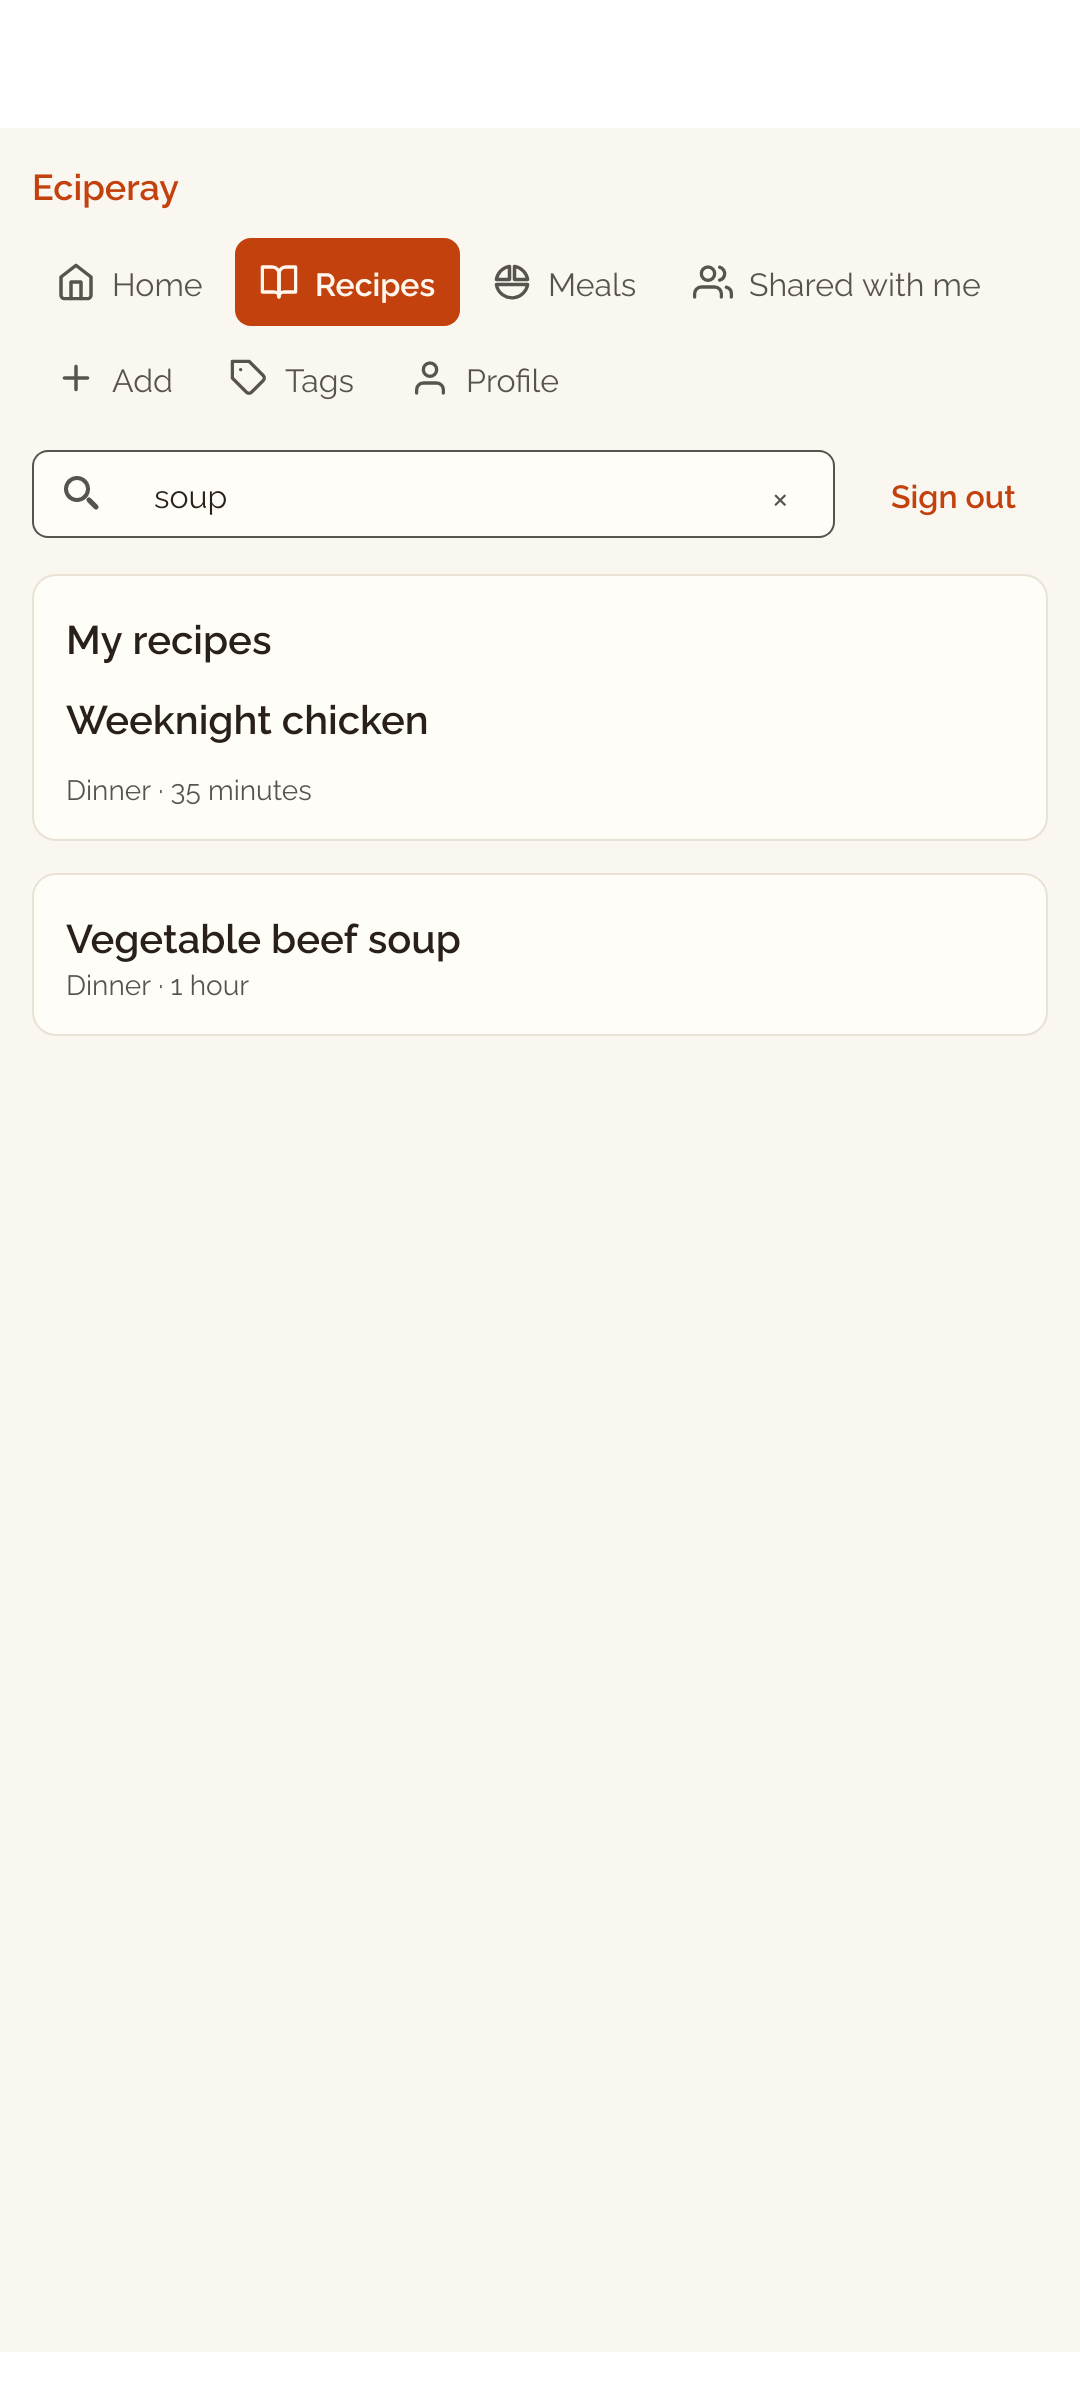 Eciperay
Home Recipes Meals Shared with me
Add Tags Profile
soup × Sign out
My recipes
Weeknight chicken
Dinner · 35 minutes
Vegetable beef soup
Dinner · 1 hour